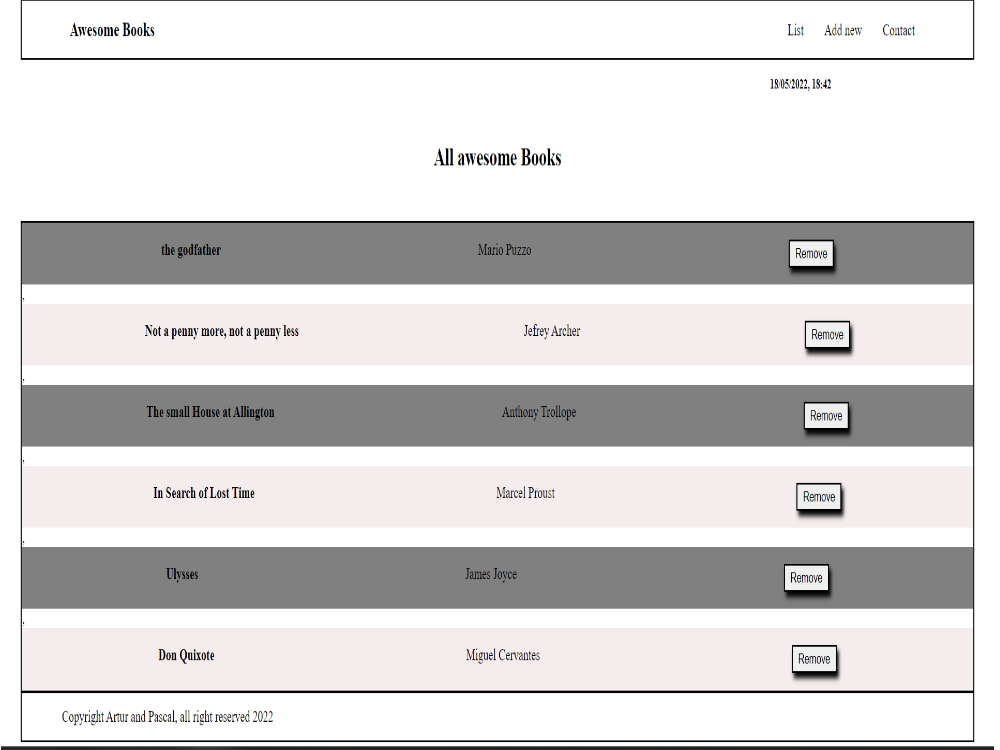 Awesome Books List Add new Contact
18/05/2022, 18:42
All awesome Books
the godfather Mario Puzzo Remove
,
Not a penny more, not a penny less Jefrey Archer Remove
,
The small House at Allington Anthony Trollope Remove
,
In Search of Lost Time Marcel Proust Remove
,
Ulysses James Joyce Remove
,
Don Quixote Miguel Cervantes Remove
Copyright Artur and Pascal, all right reserved 2022